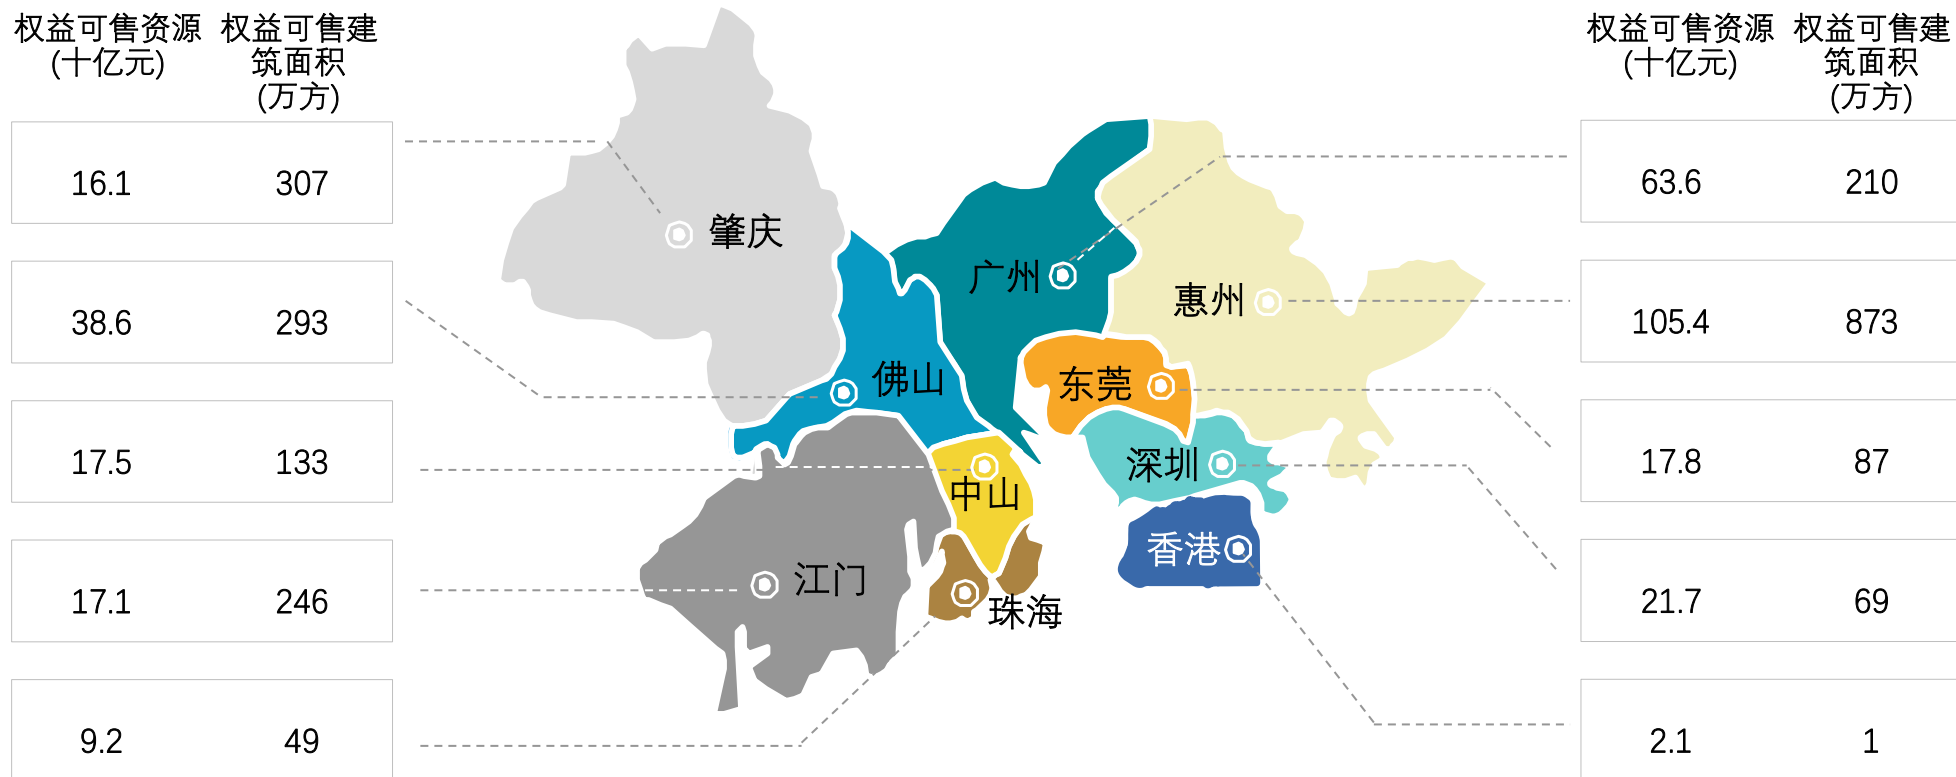 权益可售资源
(十亿元)
权益可售建
筑面积
(万方)
16.1 307
38.6 293
17.5 133
17.1 246
9.2 49
肇庆
广州
惠州
佛山
东莞
深圳
中山
香港
江门
珠海
权益可售资源
(十亿元)
权益可售建
筑面积
(万方)
63.6 210
105.4 873
17.8 87
21.7 69
2.1 1